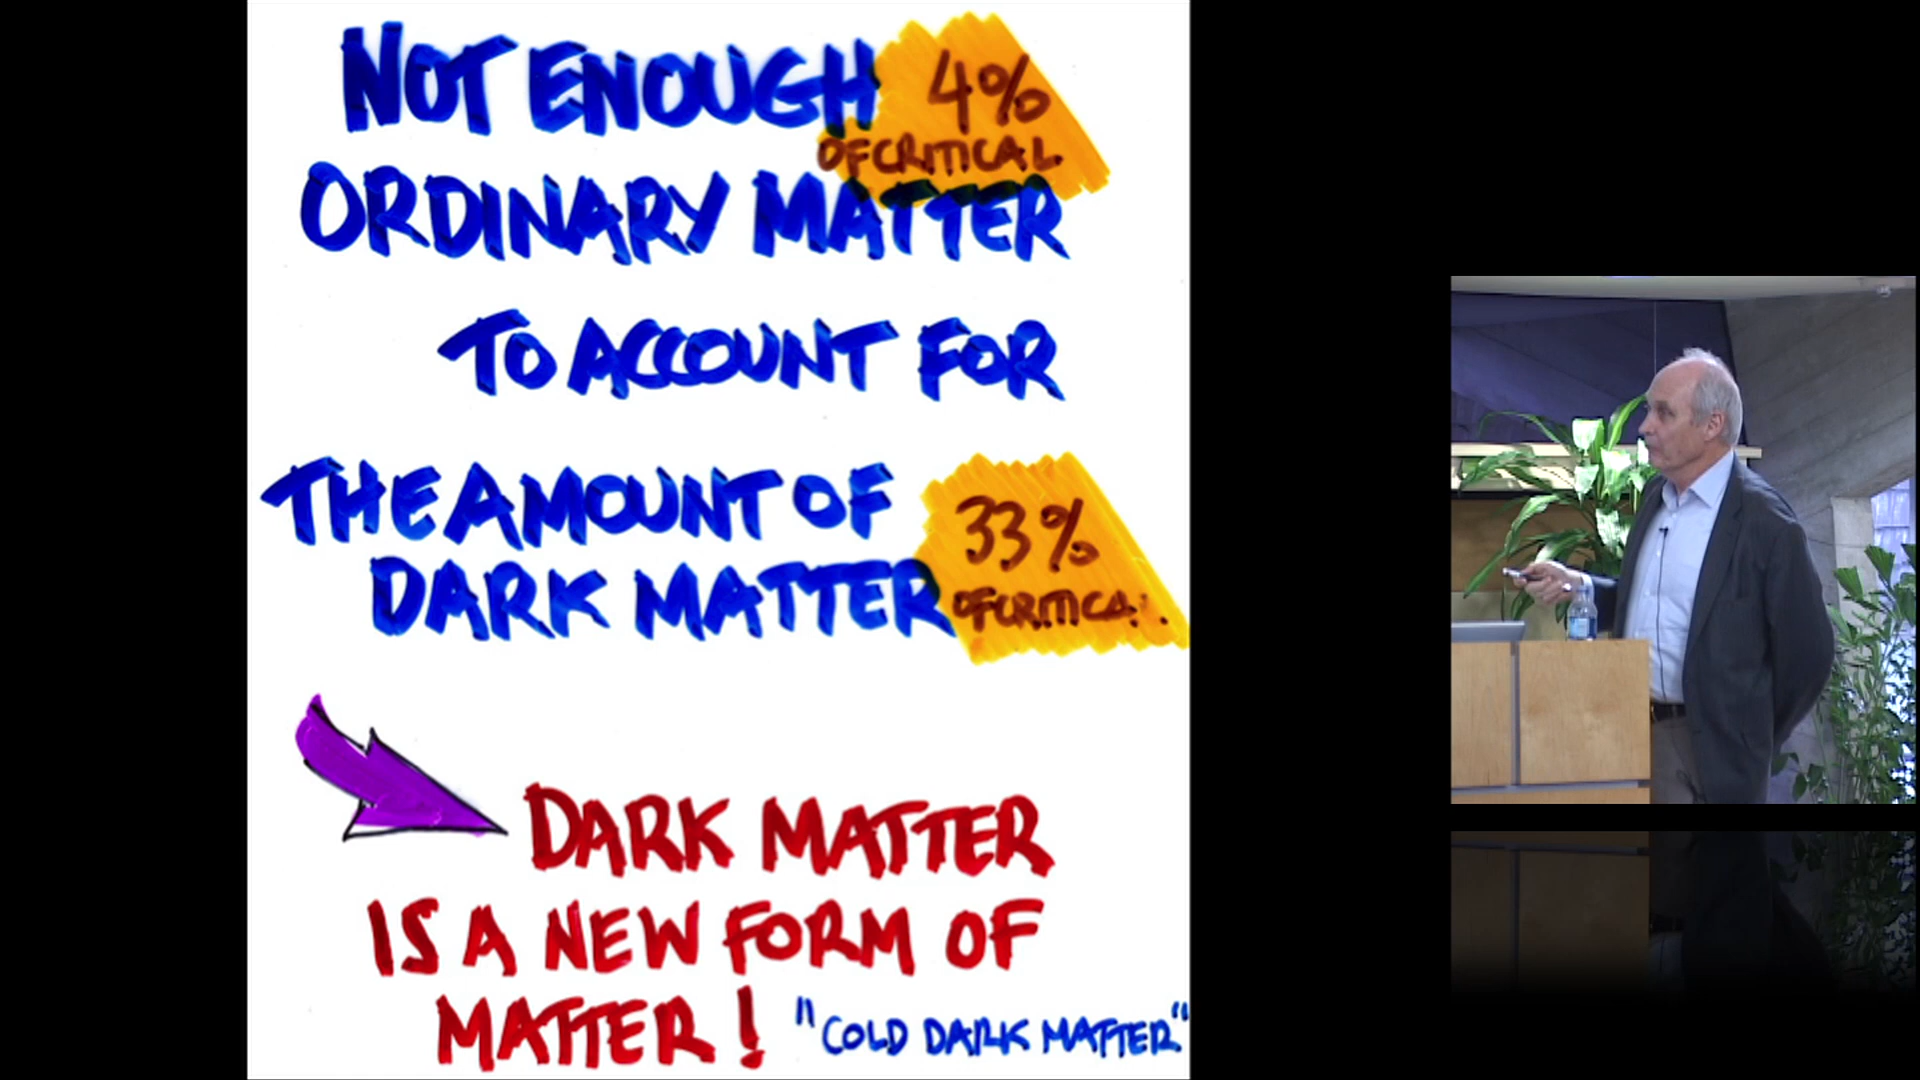 NOT ENOUGH 4%
OF CRITICAL
ORDINARY MATTER
TO ACCOUNT FOR
THE AMOUNT OF 33%
DARK MATTER OF CRITICAL
DARK MATTER
IS A NEW FORM OF
MATTER! "COLD DARK MATTER"